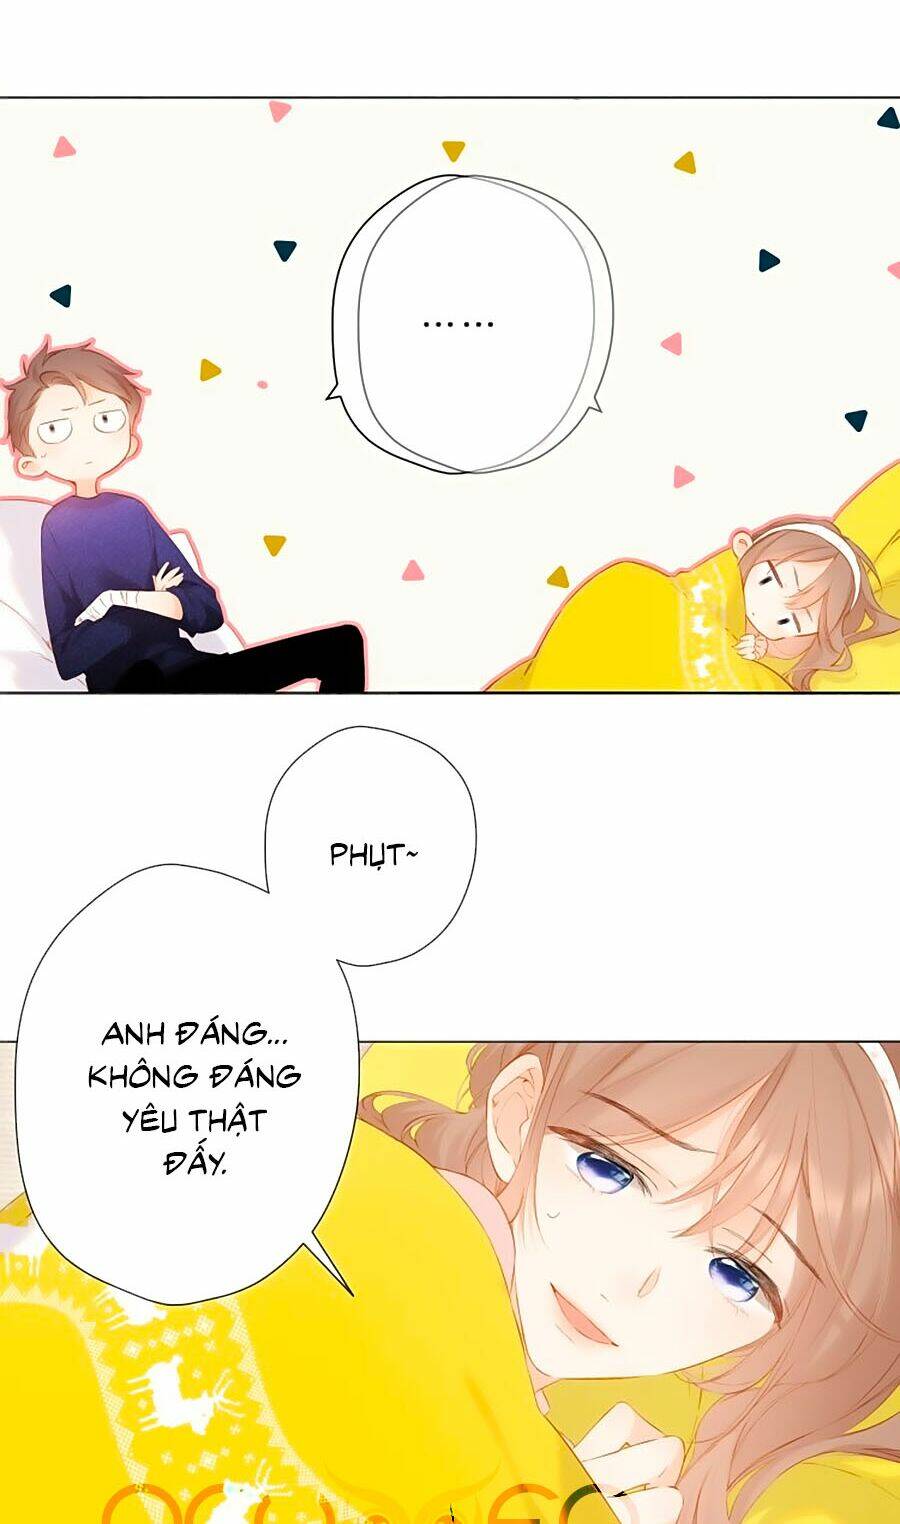 ... ...
PHỤT~
ANH ĐÁNG...
KHÔNG ĐÁNG
YÊU THẬT
ĐẤY.